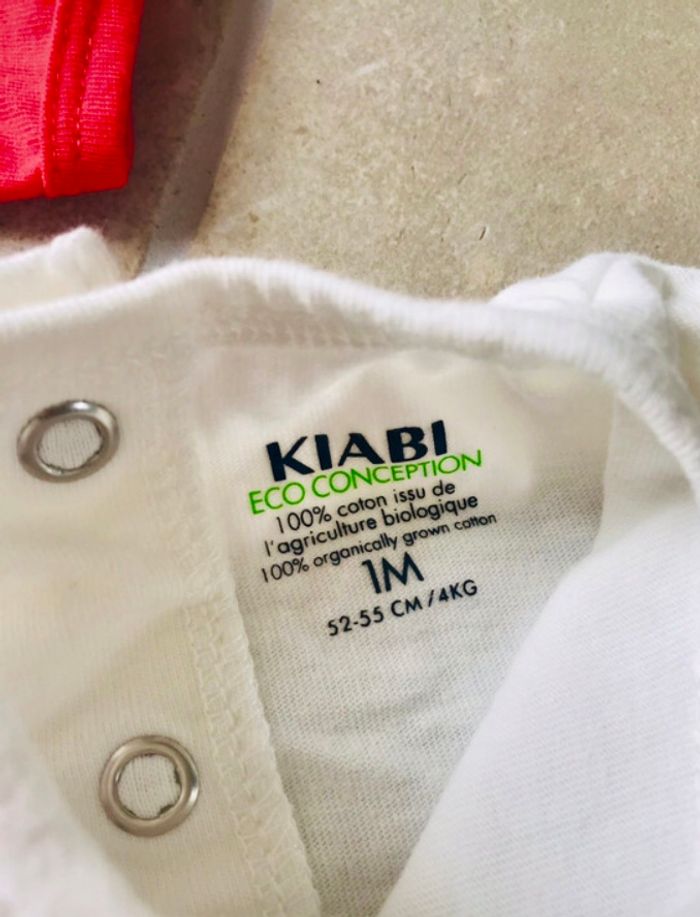 KIABI
ECO CONCEPTION
100% coton issu de
l'agriculture biologique
100% organically grown cotton
1M
52-55 CM/4KG